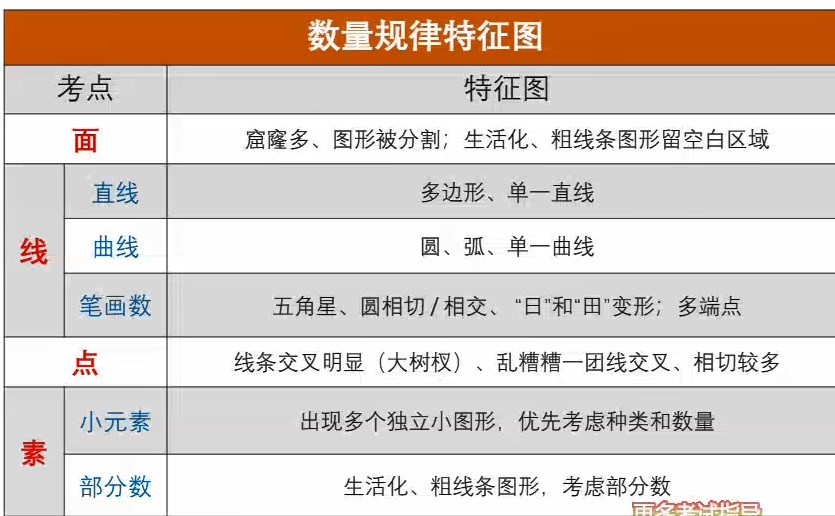 数量规律特征图
考点 特征图
面 窟窿多、图形被分割；生活化、粗线条图形留空白区域
线 直线 多边形、单一直线
曲线 圆、弧、单一曲线
笔画数 五角星、圆相切/相交、“日”和“田”变形；多端点
点 线条交叉明显（大树杈）、乱糟糟一团线交叉、相切较多
素 小元素 出现多个独立小图形，优先考虑种类和数量
部分数 生活化、粗线条图形，考虑部分数
更多考试指导